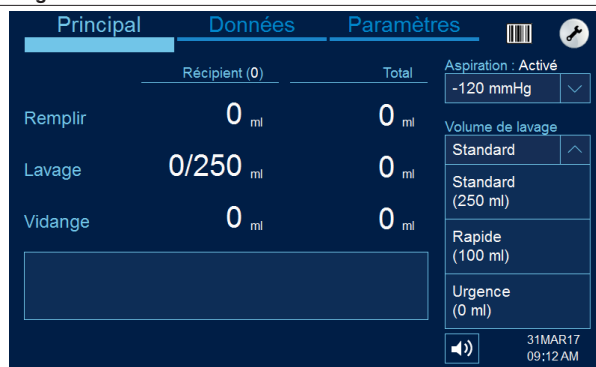 Principal Données Paramètres
Récipient (0) Total
Aspiration : Activé
-120 mmHg
Remplir 0 ml 0 ml
Volume de lavage
Standard
Lavage 0/250 ml 0 ml
Standard
(250 ml)
Vidange 0 ml 0 ml
Rapide
(100 ml)
Urgence
(0 ml)
31MAR17
09:12 AM